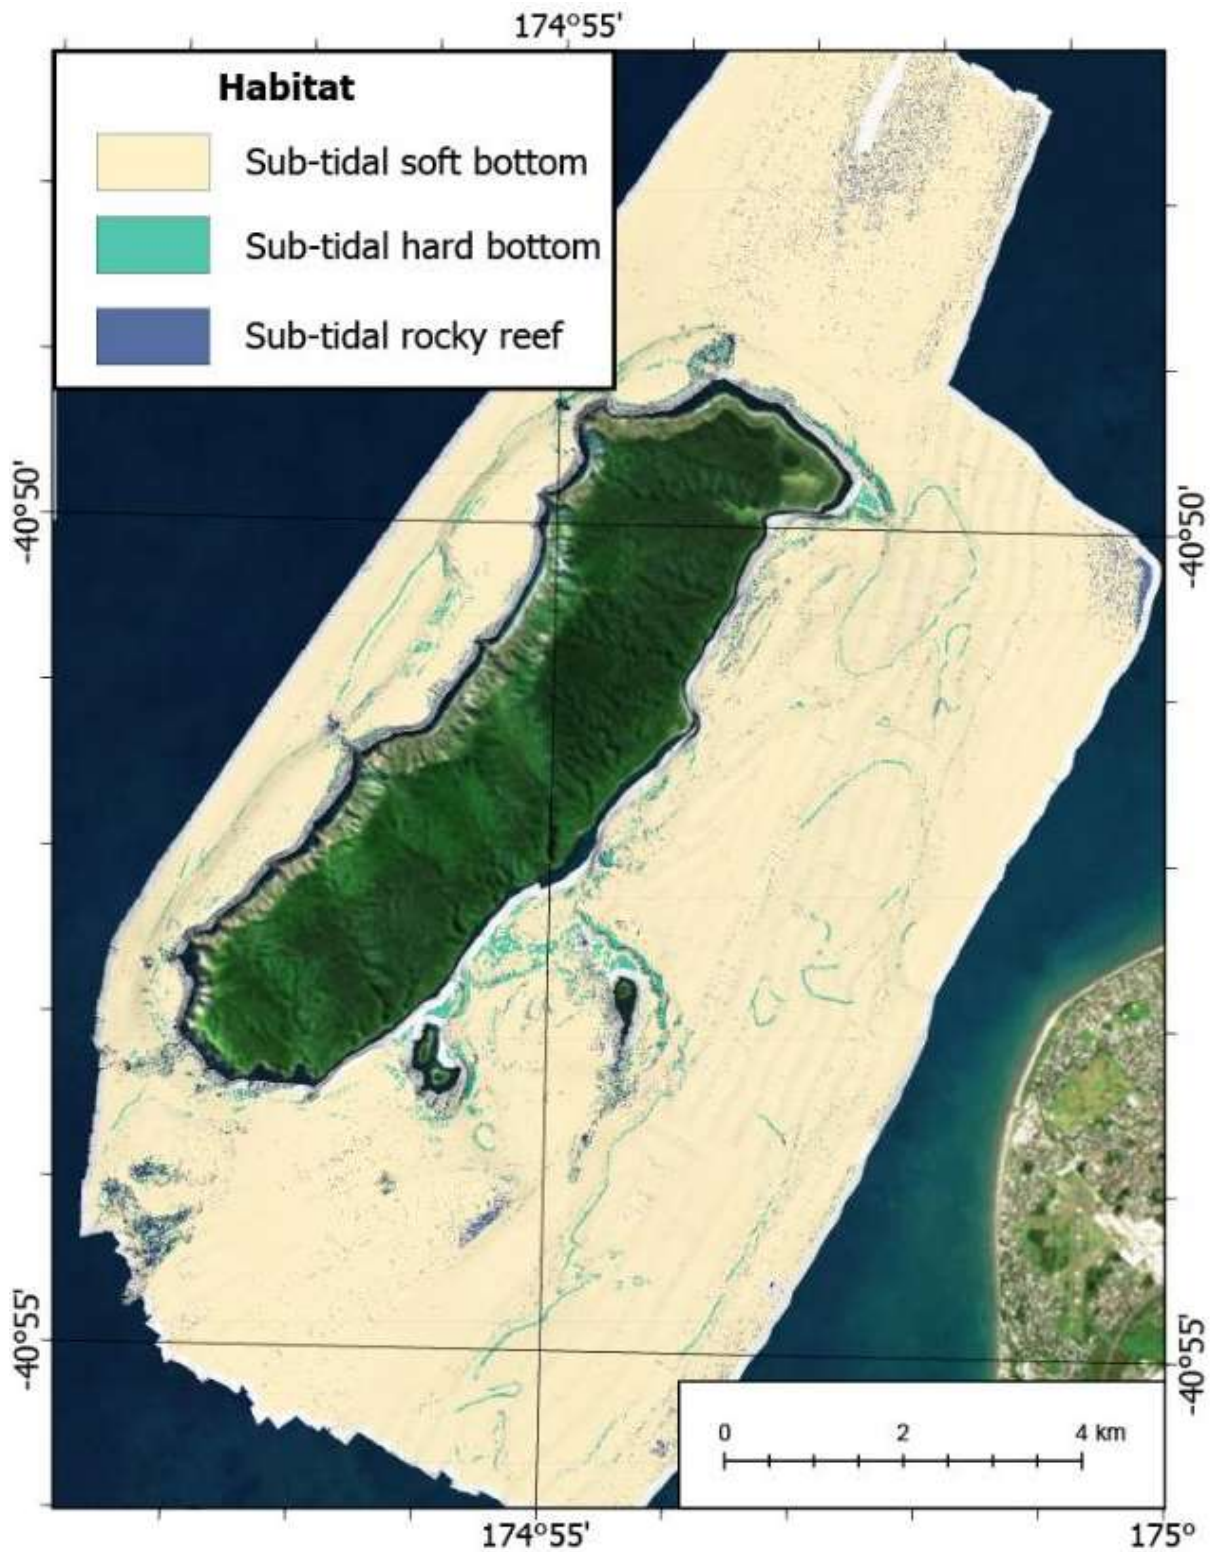 174°55'
Habitat
Sub-tidal soft bottom
Sub-tidal hard bottom
Sub-tidal rocky reef
-40°50'
-40°50'
-40°55'
-40°55'
0 2 4 km
174°55'
175°